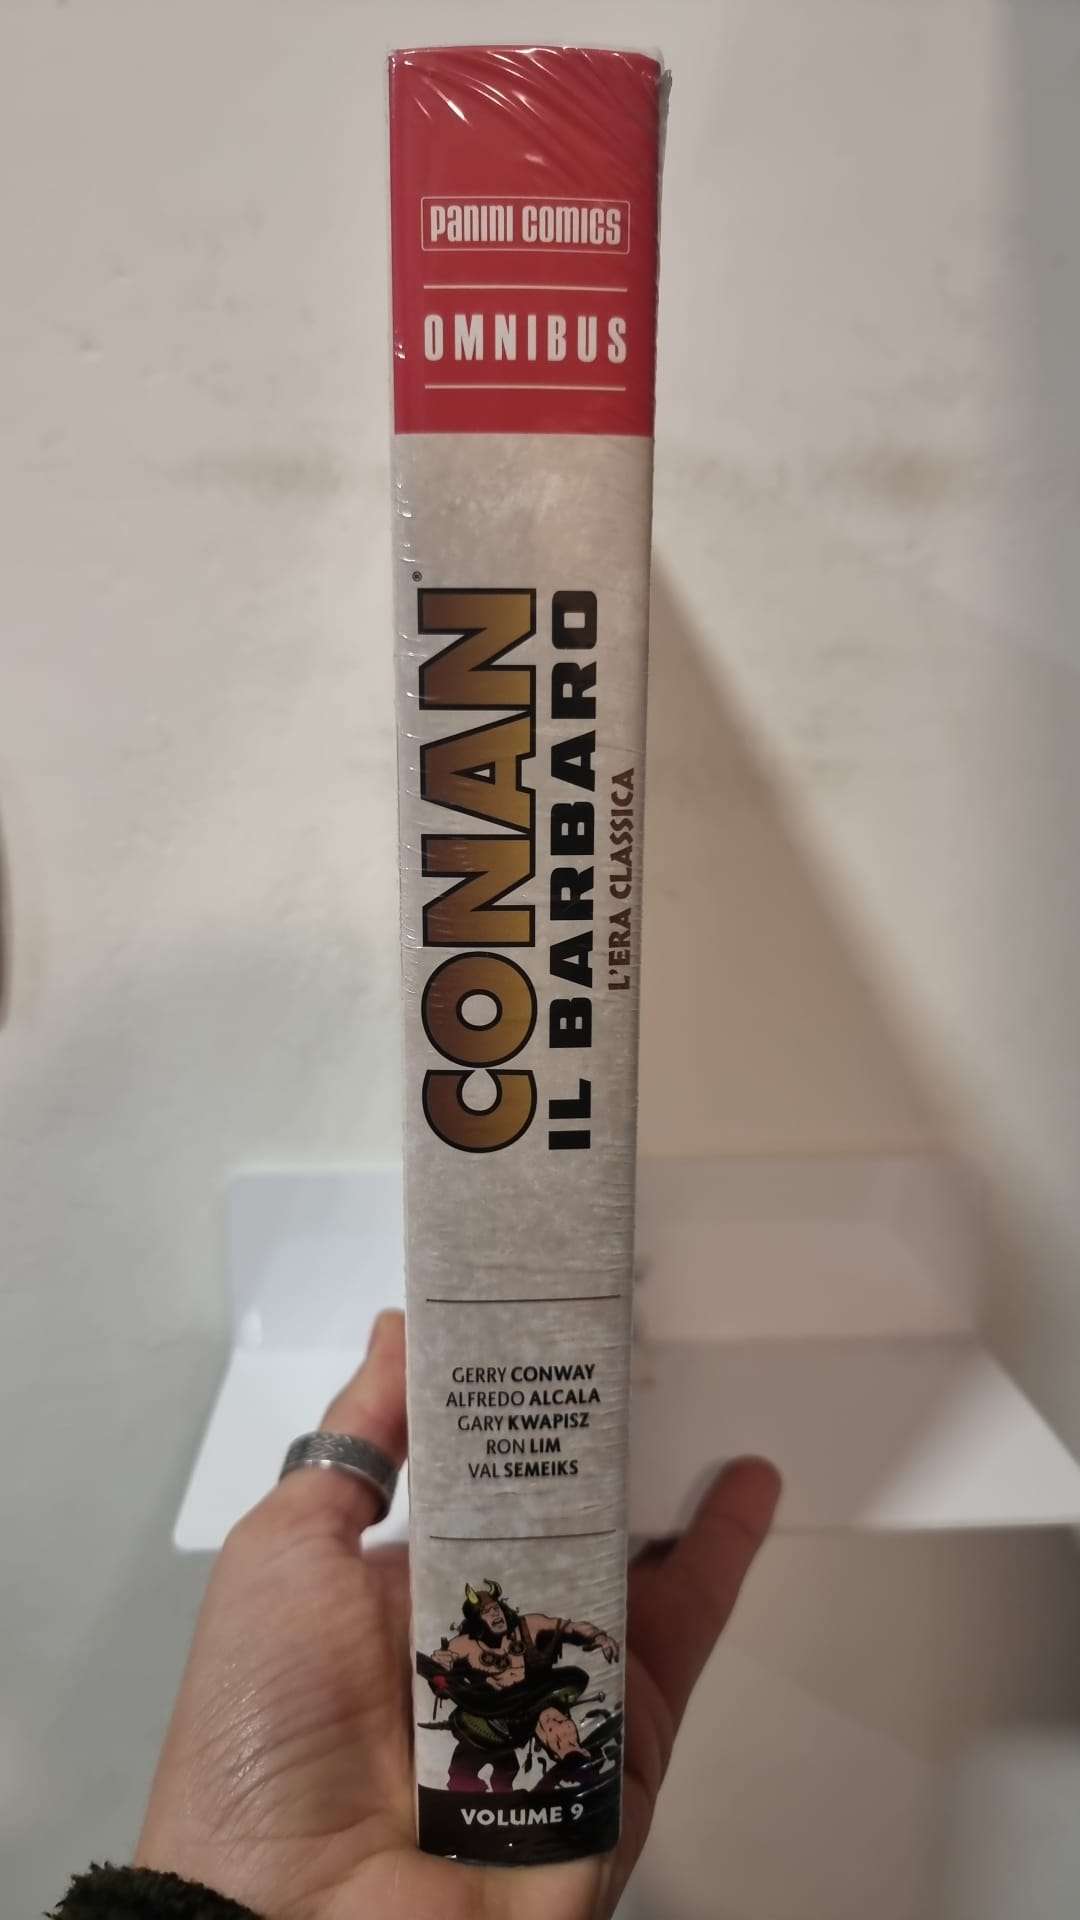 PANINI COMICS
OMNIBUS
CONAN®
IL BARBARO
L'ERA CLASSICA
GERRY CONWAY
ALFREDO ALCALA
GARY KWAPISZ
RON LIM
VAL SEMEIKS
VOLUME 9